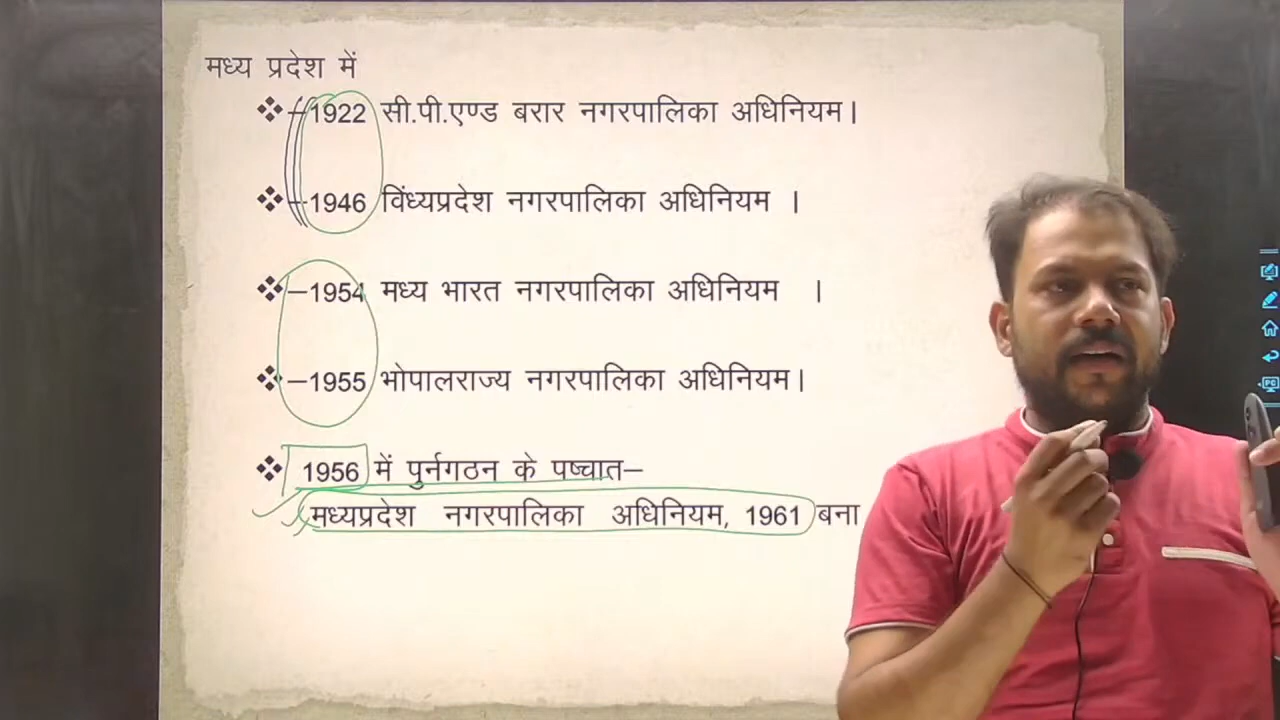 मध्य प्रदेश में
❖ –1922 सी.पी.एण्ड बरार नगरपालिका अधिनियम।
❖ –1946 विंध्यप्रदेश नगरपालिका अधिनियम ।
❖ –1954 मध्य भारत नगरपालिका अधिनियम ।
❖ –1955 भोपालराज्य नगरपालिका अधिनियम।
❖ 1956 में पुर्नगठन के पष्चात–
मध्यप्रदेश नगरपालिका अधिनियम, 1961 बना
PC